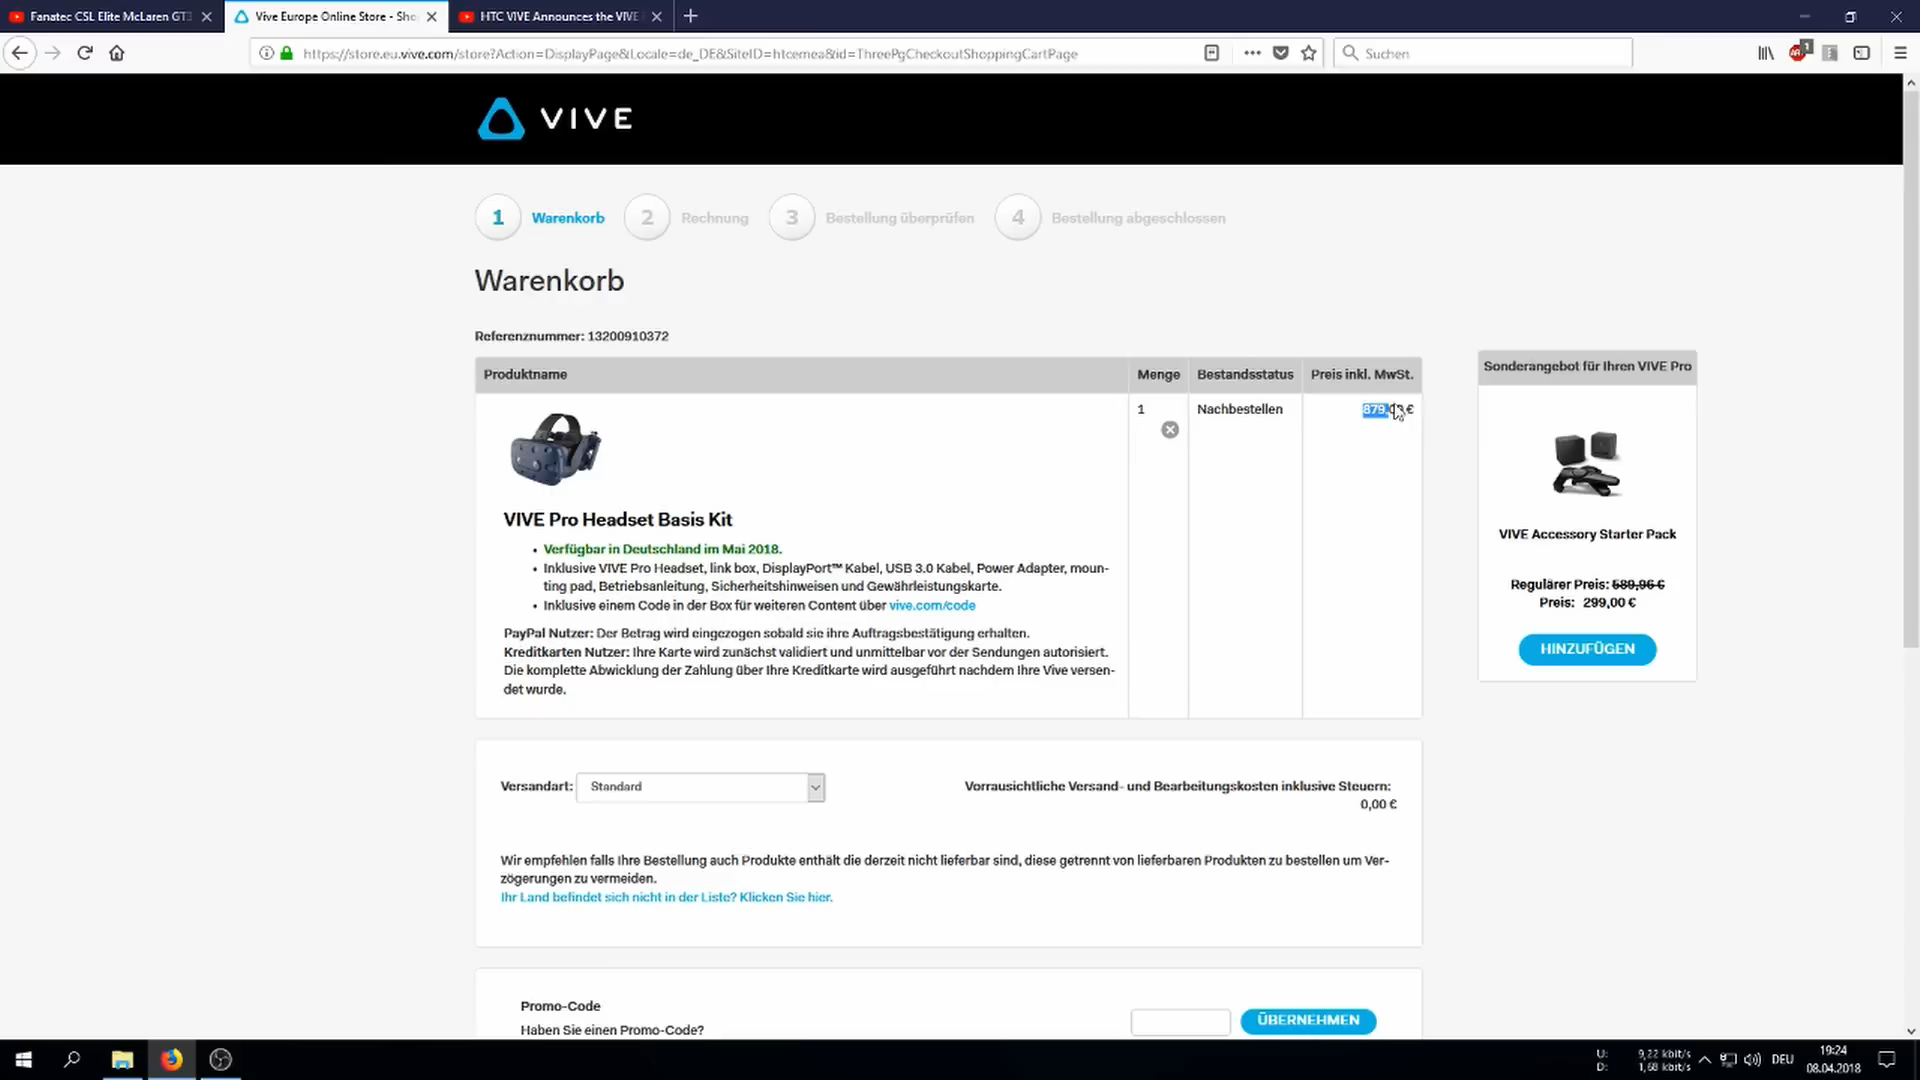 Fanatec CSL Elite McLaren GT3
Vive Europe Online Store - Sho
HTC VIVE Announces the VIVE
https://store.eu.vive.com/store?Action=DisplayPage&Locale=de_DE&SiteID=htcemea&id=ThreePgCheckoutShoppingCartPage
Suchen
1
VIVE
1 Warenkorb 2 Rechnung 3 Bestellung überprüfen 4 Bestellung abgeschlossen
Warenkorb
Referenznummer: 13200910372
Produktname Menge Bestandsstatus Preis inkl. MwSt.
1 Nachbestellen 879,00 €
VIVE Pro Headset Basis Kit
• Verfügbar in Deutschland im Mai 2018.
• Inklusive VIVE Pro Headset, link box, DisplayPort™ Kabel, USB 3.0 Kabel, Power Adapter, moun-
ting pad, Betriebsanleitung, Sicherheitshinweisen und Gewährleistungskarte.
• Inklusive einem Code in der Box für weiteren Content über vive.com/code
PayPal Nutzer: Der Betrag wird eingezogen sobald sie ihre Auftragsbestätigung erhalten.
Kreditkarten Nutzer: Ihre Karte wird zunächst validiert und unmittelbar vor der Sendungen autorisiert.
Die komplette Abwicklung der Zahlung über Ihre Kreditkarte wird ausgeführt nachdem Ihre Vive versen-
det wurde.
Sonderangebot für Ihren VIVE Pro
VIVE Accessory Starter Pack
Regulärer Preis: 589,96 €
Preis: 299,00 €
HINZUFÜGEN
Versandart: Standard
Vorrausichtliche Versand- und Bearbeitungskosten inklusive Steuern:
0,00 €
Wir empfehlen falls Ihre Bestellung auch Produkte enthält die derzeit nicht lieferbar sind, diese getrennt von lieferbaren Produkten zu bestellen um Ver-
zögerungen zu vermeiden.
Ihr Land befindet sich nicht in der Liste? Klicken Sie hier.
Promo-Code
Haben Sie einen Promo-Code?
ÜBERNEHMEN
U: 9,22 kbit/s
D: 1,68 kbit/s
DEU
19:24
08.04.2018